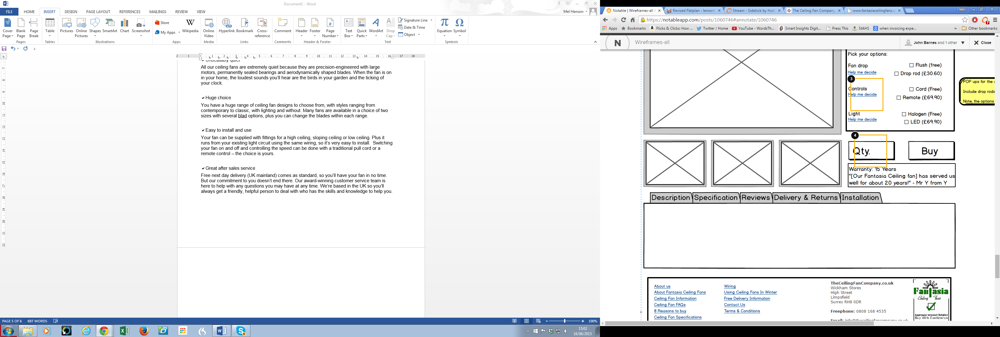 Document1 - Word
FILE HOME INSERT DESIGN PAGE LAYOUT REFERENCES MAILINGS REVIEW VIEW
Mel Henson
Cover Page
Blank Page
Page Break
Pages
Table
Tables
Pictures
Online Pictures
Shapes
SmartArt
Chart
Screenshot
Illustrations
Store
My Apps
Wikipedia
Apps
Online Video
Media
Hyperlink
Bookmark
Cross-reference
Links
Comment
Comments
Header
Footer
Page Number
Header & Footer
Text Box
Quick Parts
WordArt
Drop Cap
Signature Line
Date & Time
Object
Text
Equation
Symbol
Symbols
Unbeatably quiet
All our ceiling fans are extremely quiet because they are precision-engineered with large
motors, permanently sealed bearings and aerodynamically shaped blades. When the fan is on
in your home, the loudest sounds you'll hear are the birds in your garden and the ticking of
your clock.
✓ Huge choice
You have a huge range of ceiling fan designs to choose from, with styles ranging from
contemporary to classic, with lighting and without. Many fans are available in a choice of two
sizes with several blad options, plus you can change the blades within each range.
✓ Easy to install and use
Your fan can be supplied with fittings for a high ceiling, sloping ceiling or low ceiling. Plus it
runs from your existing light circuit using the same wiring, so it's very easy to install. Switching
your fan on and off and controlling the speed can be done with a traditional pull cord or a
remote control – the choice is yours.
✓ Great after sales service
Free next day delivery (UK mainland) comes as standard, so you'll have your fan in no time.
But our commitment to you doesn't end there. Our award-winning customer service team is
here to help with any questions you may have at any time. We're based in the UK so you'll
always get a friendly, helpful person to deal with who has the skills and knowledge to help you.
PAGE 5 OF 6 697 WORDS
100%
15:02
16/06/2015
Notable | Wireframes-all
Revised Flatplan - lemonh
Stream - Sidekick by Hub
The Ceiling Fan Company
www.fantasiaceilingfans.c
Mel
https://notableapp.com/posts/1060746#annotate/1060746
Apps Bookmarks Flicks & Clicks: How ... Twitter / Home YouTube - WordsTh... Smart Insights Digit... Press This StAHS when invoicing expe... » Other bookmarks
N Wireframes-all
John Barnes and 1 other
Close
Pick your options:
Fan drop
Flush (free)
Help me decide
Drop rod (£30.60)
3
Controls
Cord (Free)
Help me decide
Remote (£69.90)
Light
Halogen (Free)
Help me decide
LED (£69.90)
POP ups for the
Include drop rods
Note, the options
4
Qty.
Buy
Warranty: 15 Years
"[Our Fantasia Ceiling fan] has served us
well for about 20 years!" - Mr Y from Y
Description Specification Reviews Delivery & Returns Installation
About us
About Fantasia Ceiling Fans
Ceiling Fan Information
Ceiling Fan FAQs
8 Reasons to buy
Ceiling Fan Specifications
Wiring
Using Ceiling Fans In Winter
Free Delivery Information
Contact Us
Terms & Conditions
TheCeilingFanCompany.co.uk
Wickham Stores
High Street
Limpsfield
Surrey RH8 0DR
Freephone: 0808 168 4535
Email: info@theceilingfancompany.co.uk
Fantasia
Ceiling Fans
Approved Internet Retailer
Buy With Confidence